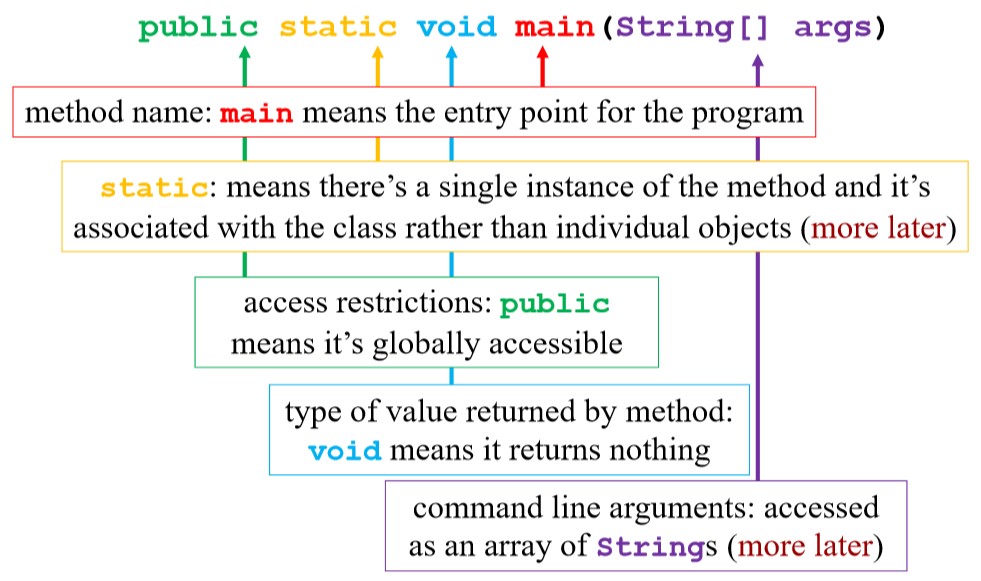 public static void main(String[] args)
method name: main means the entry point for the program
static: means there’s a single instance of the method and it’s
associated with the class rather than individual objects (more later)
access restrictions: public
means it’s globally accessible
type of value returned by method:
void means it returns nothing
command line arguments: accessed
as an array of Strings (more later)